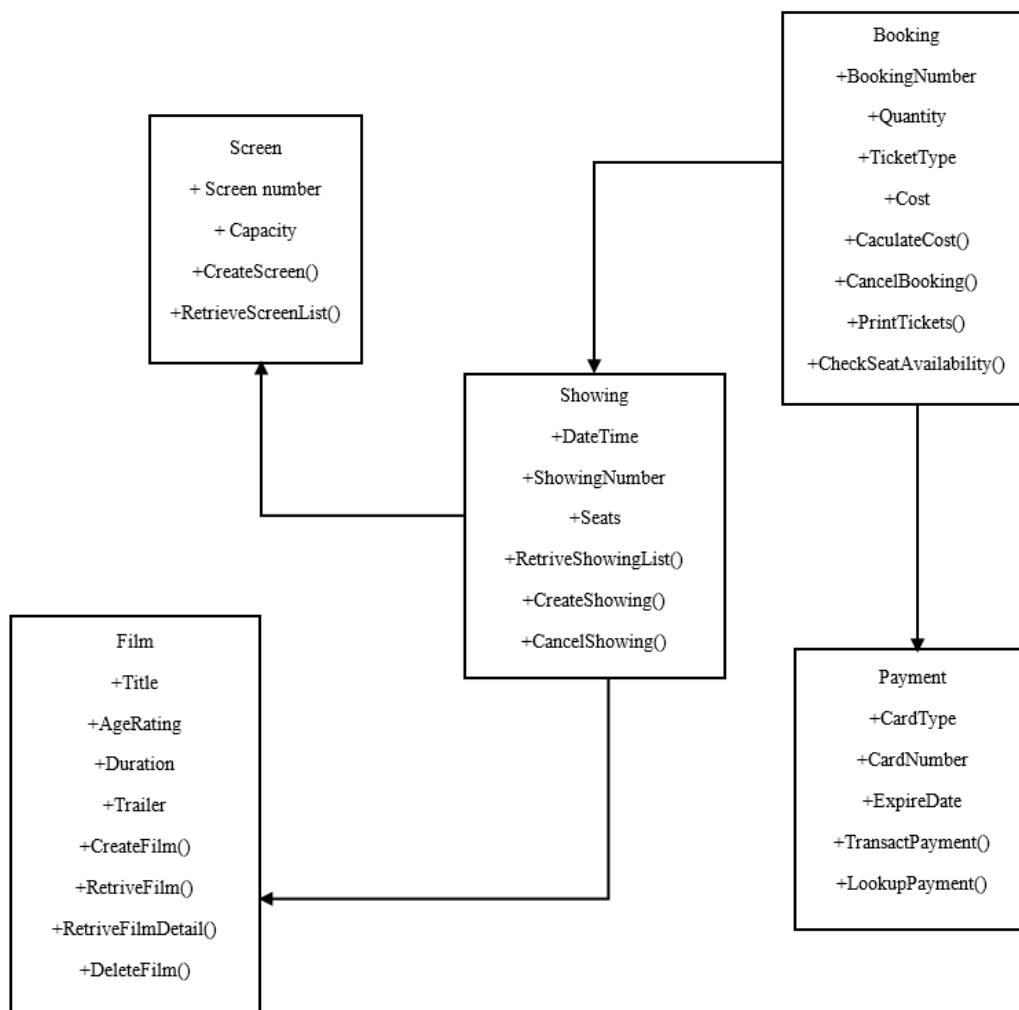 Booking
+BookingNumber
+Quantity
+TicketType
+Cost
+CaculateCost()
+CancelBooking()
+PrintTickets()
+CheckSeatAvailability()
Screen
+ Screen number
+ Capacity
+CreateScreen()
+RetrieveScreenList()
Showing
+DateTime
+ShowingNumber
+Seats
+RetriveShowingList()
+CreateShowing()
+CancelShowing()
Film
+Title
+AgeRating
+Duration
+Trailer
+CreateFilm()
+RetriveFilm()
+RetriveFilmDetail()
+DeleteFilm()
Payment
+CardType
+CardNumber
+ExpireDate
+TransactPayment()
+LookupPayment()